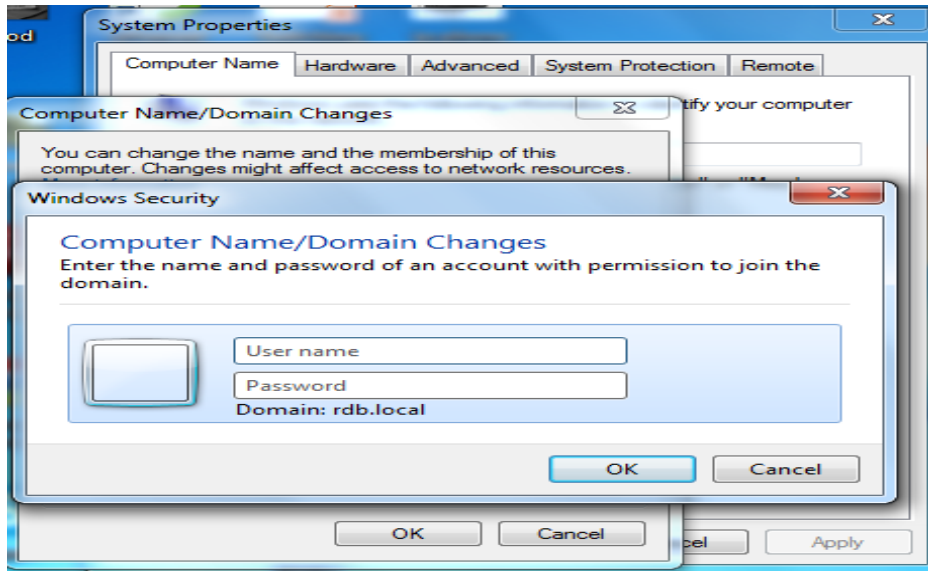 od
System Properties
Computer Name Hardware Advanced System Protection Remote
tify your computer
Computer Name/Domain Changes
You can change the name and the membership of this
computer. Changes might affect access to network resources.
Windows Security
Computer Name/Domain Changes
Enter the name and password of an account with permission to join the
domain.
User name
Password
Domain: rdb.local
OK Cancel
OK Cancel
cel Apply